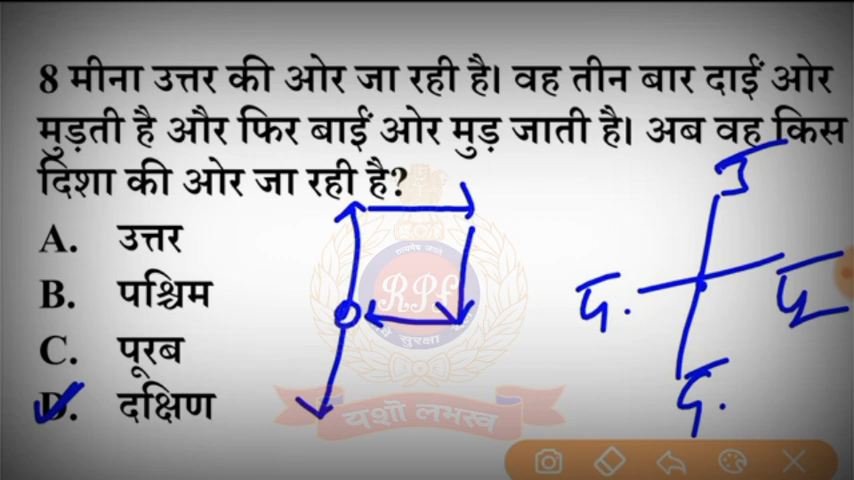 8 मीना उत्तर की ओर जा रही है। वह तीन बार दाईं ओर
मुड़ती है और फिर बाईं ओर मुड़ जाती है। अब वह किस
दिशा की ओर जा रही है?
A. उत्तर
B. पश्चिम
C. पूरब
D. दक्षिण
उ
प.
पू
द.
RPF
यशो लभस्व